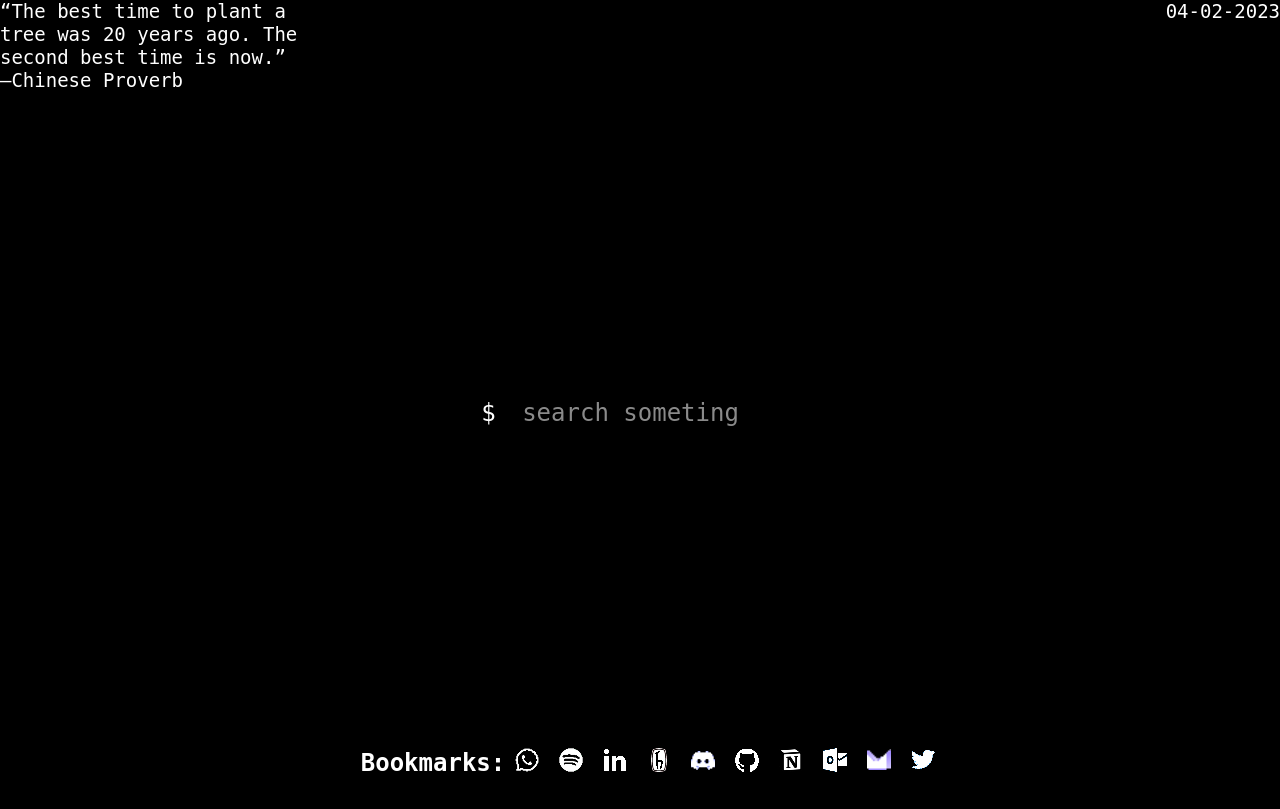 “The best time to plant a
tree was 20 years ago. The
second best time is now.”
—Chinese Proverb
04-02-2023
$ search someting
Bookmarks: